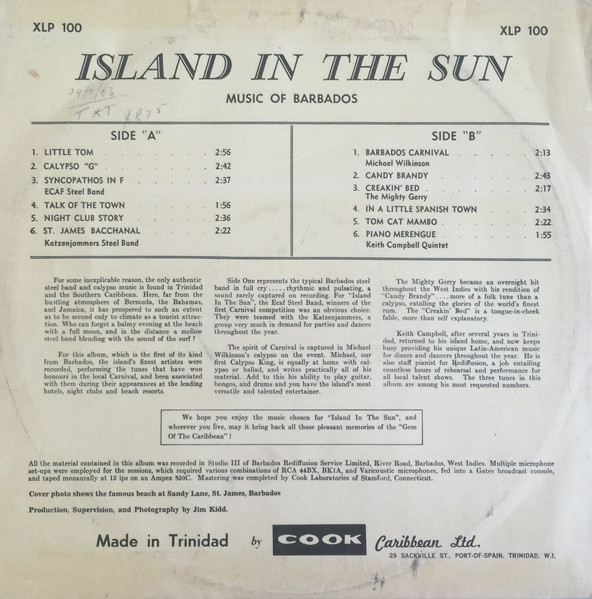 XLP 100
XLP 100
ISLAND IN THE SUN
MUSIC OF BARBADOS
SIDE "A"
1. LITTLE TOM . . . . . . . 2:56
2. CALYPSO "G" . . . . . . . 2:42
3. SYNCOPATHOS IN F . . . . . . 2:37
ECAF Steel Band
4. TALK OF THE TOWN . . . . . . 1:56
5. NIGHT CLUB STORY . . . . . . 2:36
6. ST. JAMES BACCHANAL . . . . . 2:22
Katzenjammers Steel Band
SIDE "B"
1. BARBADOS CARNIVAL . . . . . . 2:13
Michael Wilkinson
2. CANDY BRANDY . . . . . . . 2:43
3. CREAKIN' BED . . . . . . . 2:17
The Mighty Gerry
4. IN A LITTLE SPANISH TOWN . . . . 2:34
5. TOM CAT MAMBO . . . . . . . 2:22
6. PIANO MERENGUE . . . . . . . 1:55
Keith Campbell Quintet
For some inexplicable reason, the only authentic
steel band and calypso music is found in Trinidad
and the Southern Caribbean. Here, far from the
bustling atmosphere of Bermuda, the Bahamas,
and Jamaica, it has prospered to such an extent
as to be second only to climate as a tourist attrac-
tion. Who can forget a balmy evening at the beach
with a full moon, and in the distance a mellow
steel band blending with the sound of the surf ?
For this album, which is the first of its kind
from Barbados, the island's finest artistes were
recorded, performing the tunes that have won
honours in the local Carnival, and been associated
with them during their appearances at the leading
hotels, night clubs and beach resorts.
Side One represents the typical Barbados steel
band in full cry.....rhythmic and pulsating, a
sound rarely captured on recording. For "Island
In The Sun", the Ecaf Steel Band, winners of the
first Carnival competition was an obvious choice.
They were teamed with the Katzenjammers, a
group very much in demand for parties and dances
throughout the year.
The spirit of Carnival is captured in Michael
Wilkinson's calypso on the event. Michael, our
first Calypso King, is equally at home with caly-
pso or ballad, and writes practically all of his
material. Add to this his ability to play guitar,
bongos, and drums and you have the island's most
versatile and talented entertainer.
The Mighty Gerry became an overnight hit
throughout the West Indies with his rendition of
"Candy Brandy"....more of a folk tune than a
calypso, extolling the glories of the world's finest
rum. The "Creakin' Bed" is a tongue-in-cheek
fable, more than self explanatory.
Keith Campbell, after several years in Trini-
dad, returned to his island home, and now keeps
busy providing his unique Latin-American music
for diners and dancers throughout the year. He is
also staff pianist for Rediffusion, a job entailing
countless hours of rehearsal and performance for
all local talent shows. The three tunes in this
album are among his most requested numbers.
We hope you enjoy the music chosen for "Island In The Sun", and
wherever you live, may it bring back all those pleasant memories of the "Gem
Of The Caribbean" !
All the material contained in this album was recorded in Studio III of Barbados Rediffusion Service Limited, River Road, Barbados, West Indies. Multiple microphone
set-ups were employed for the sessions, which required various combinations of RCA 44BX, BK1A, and Varicoustic microphones, fed into a Gates broadcast console,
and taped monaurally at 15 ips on an Ampex 350C. Mastering was completed by Cook Laboratories of Stamford, Connecticut.
Cover photo shows the famous beach at Sandy Lane, St. James, Barbados
Production, Supervision, and Photography by Jim Kidd.
Made in Trinidad by COOK Caribbean Ltd.
29 SACKVILLE ST., PORT-OF-SPAIN, TRINIDAD, W.I.